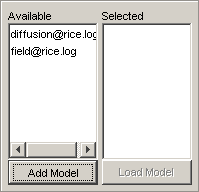 Available Selected
diffusion@rice.log
field@rice.log
Add Model Load Model